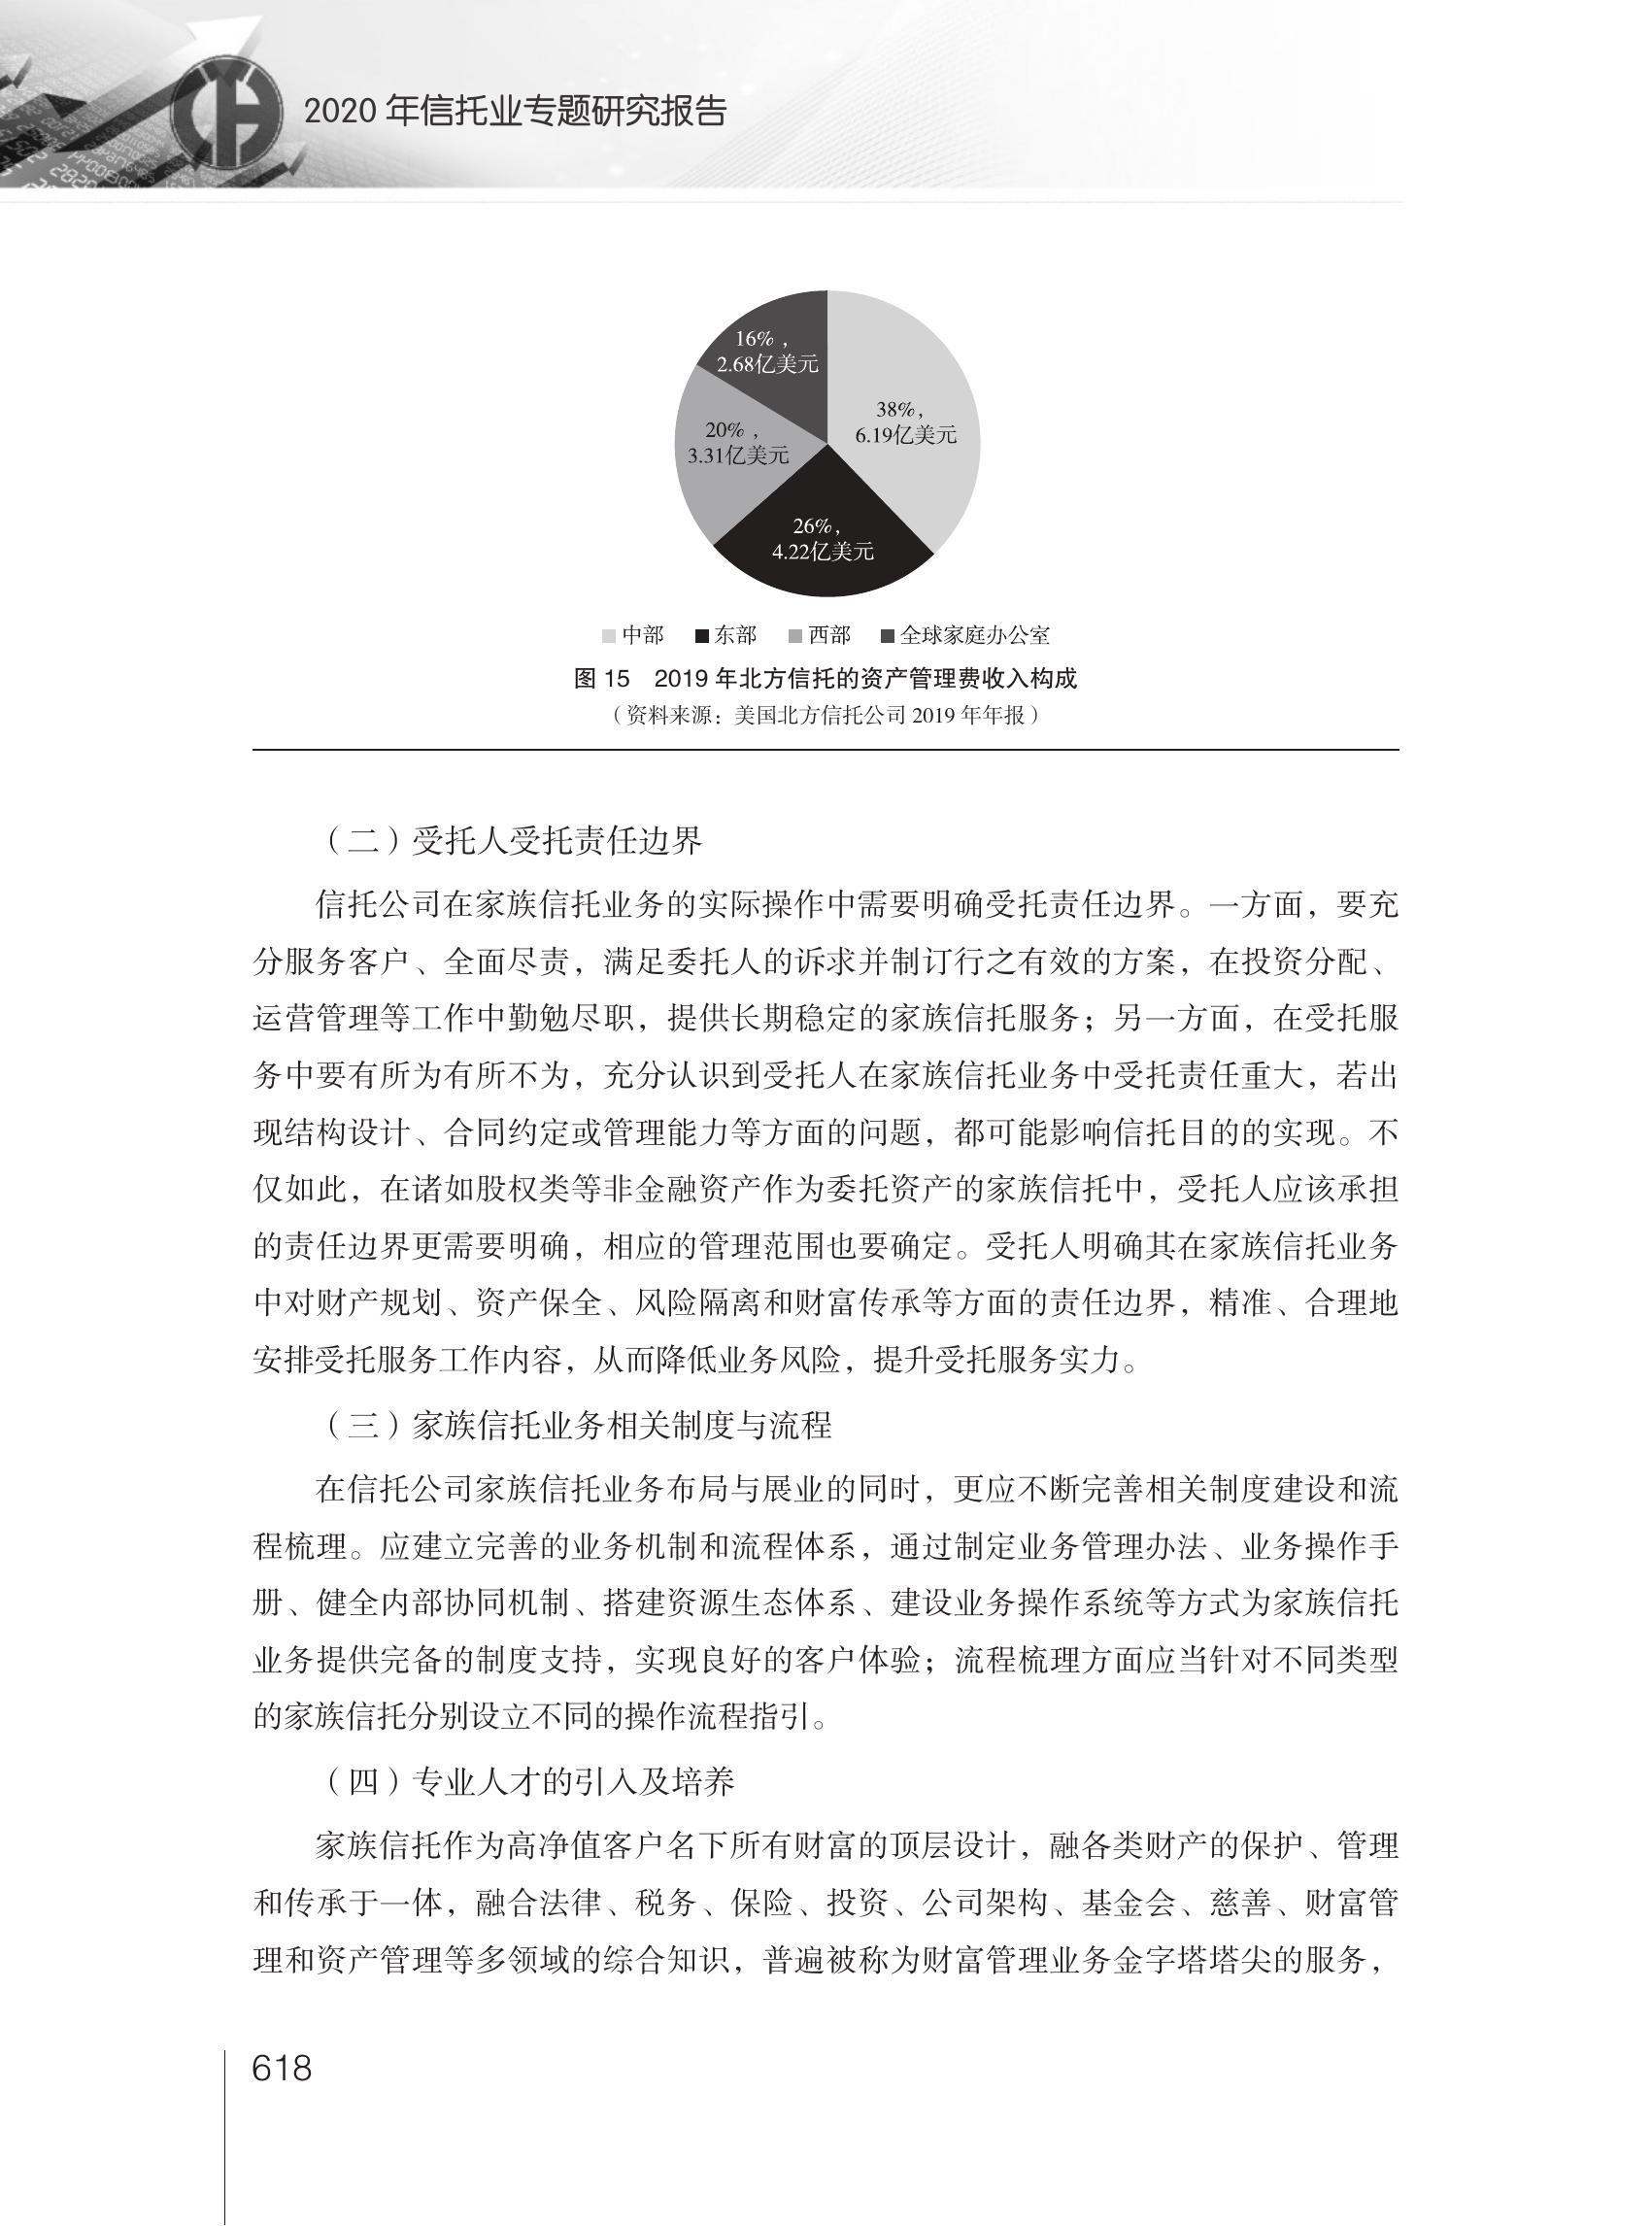 2020 年信托业专题研究报告
16%，
2.68亿美元
38%，
6.19亿美元
20%，
3.31亿美元
26%，
4.22亿美元
中部 东部 西部 全球家庭办公室
图 15 2019 年北方信托的资产管理费收入构成
（资料来源：美国北方信托公司 2019 年年报）
（二）受托人受托责任边界
信托公司在家族信托业务的实际操作中需要明确受托责任边界。一方面，要充
分服务客户、全面尽责，满足委托人的诉求并制订行之有效的方案，在投资分配、
运营管理等工作中勤勉尽职，提供长期稳定的家族信托服务；另一方面，在受托服
务中要有所为有所不为，充分认识到受托人在家族信托业务中受托责任重大，若出
现结构设计、合同约定或管理能力等方面的问题，都可能影响信托目的的实现。不
仅如此，在诸如股权类等非金融资产作为委托资产的家族信托中，受托人应该承担
的责任边界更需要明确，相应的管理范围也要确定。受托人明确其在家族信托业务
中对财产规划、资产保全、风险隔离和财富传承等方面的责任边界，精准、合理地
安排受托服务工作内容，从而降低业务风险，提升受托服务实力。
（三）家族信托业务相关制度与流程
在信托公司家族信托业务布局与展业的同时，更应不断完善相关制度建设和流
程梳理。应建立完善的业务机制和流程体系，通过制定业务管理办法、业务操作手
册、健全内部协同机制、搭建资源生态体系、建设业务操作系统等方式为家族信托
业务提供完备的制度支持，实现良好的客户体验；流程梳理方面应当针对不同类型
的家族信托分别设立不同的操作流程指引。
（四）专业人才的引入及培养
家族信托作为高净值客户名下所有财富的顶层设计，融各类财产的保护、管理
和传承于一体，融合法律、税务、保险、投资、公司架构、基金会、慈善、财富管
理和资产管理等多领域的综合知识，普遍被称为财富管理业务金字塔塔尖的服务，
618